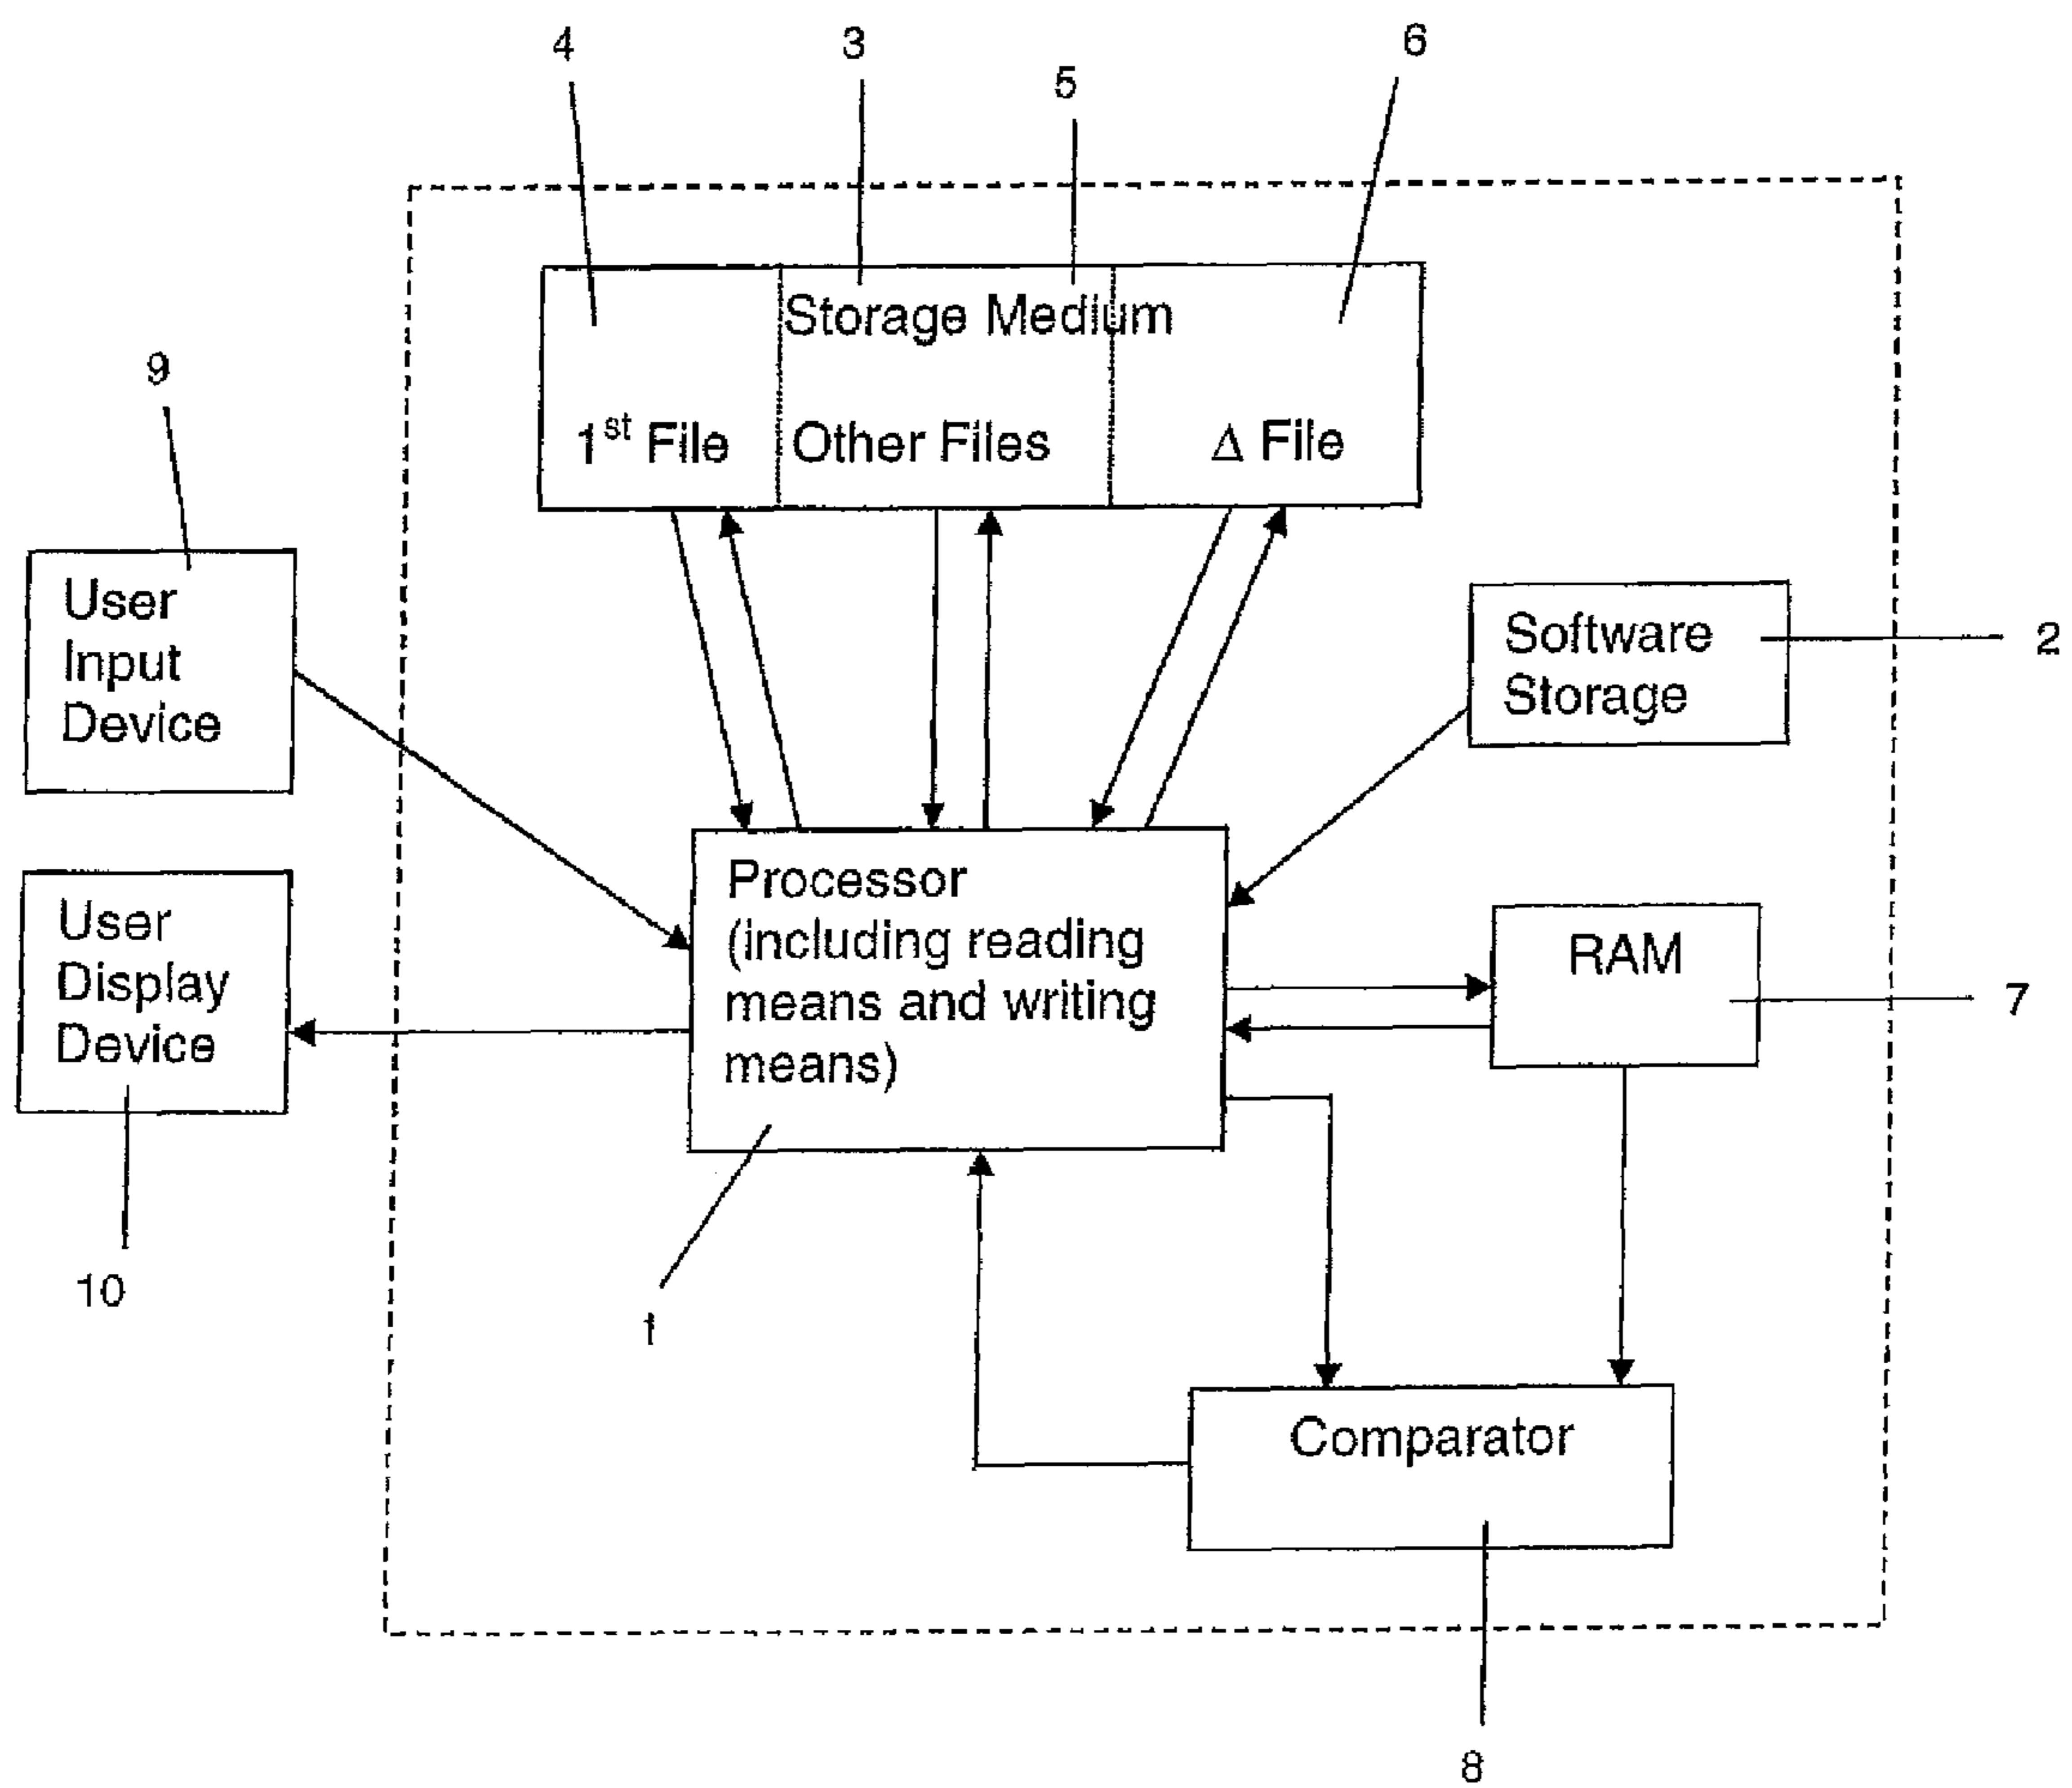 4
3
6
5
9
Storage Medium
1st File
Other Files
Δ File
User
Input
Device
Software
Storage
2
User
Display
Device
10
Processor
(including reading
means and writing
means)
1
RAM
7
Comparator
8